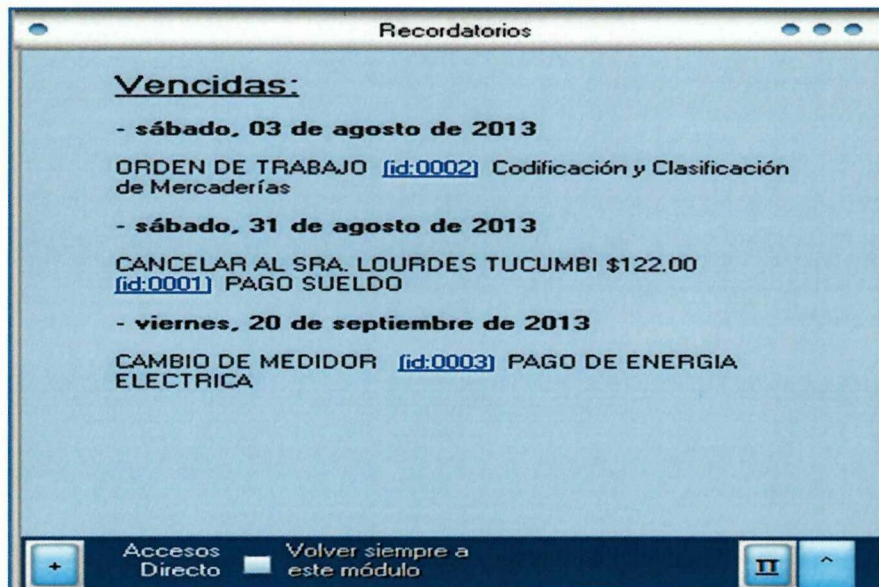 Recordatorios
Vencidas:
- sábado, 03 de agosto de 2013
ORDEN DE TRABAJO (id:0002) Codificación y Clasificación
de Mercaderías
- sábado, 31 de agosto de 2013
CANCELAR AL SRA. LOURDES TUCUMBI $122.00
(id:0001) PAGO SUELDO
- viernes, 20 de septiembre de 2013
CAMBIO DE MEDIDOR (id:0003) PAGO DE ENERGIA
ELECTRICA
+ Accesos Directo Volver siempre a este módulo II ^